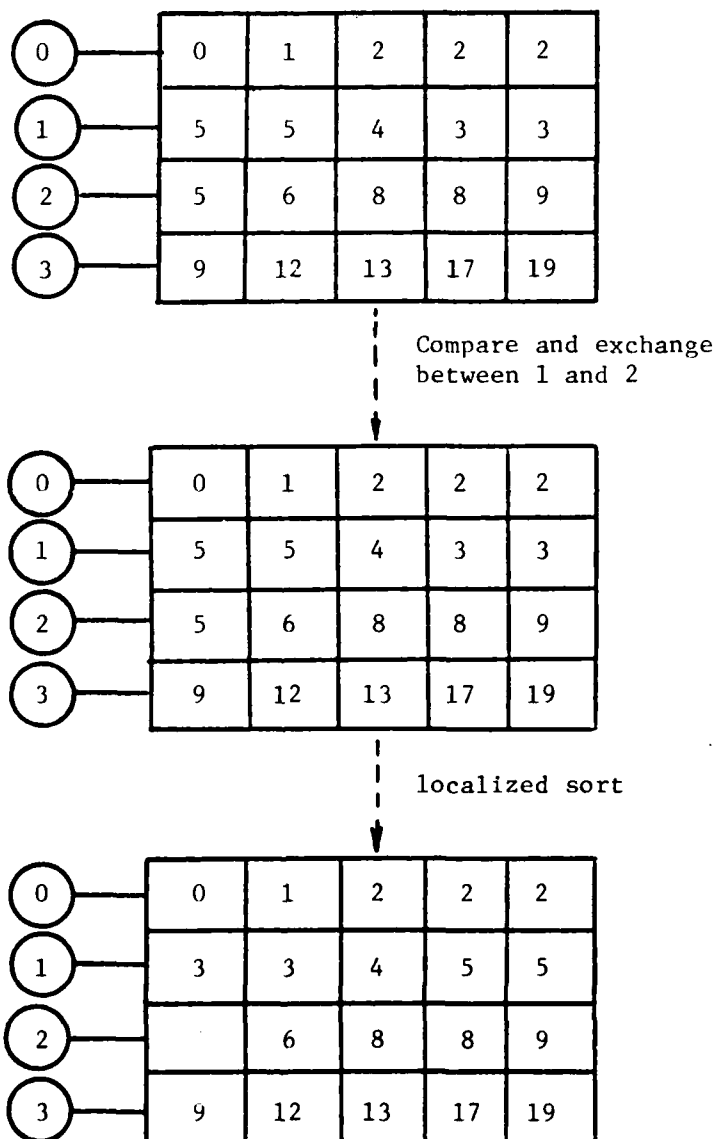 0 0 1 2 2 2
1 5 5 4 3 3
2 5 6 8 8 9
3 9 12 13 17 19
Compare and exchange
between 1 and 2
0 0 1 2 2 2
1 5 5 4 3 3
2 5 6 8 8 9
3 9 12 13 17 19
localized sort
0 0 1 2 2 2
1 3 3 4 5 5
2 6 8 8 9
3 9 12 13 17 19